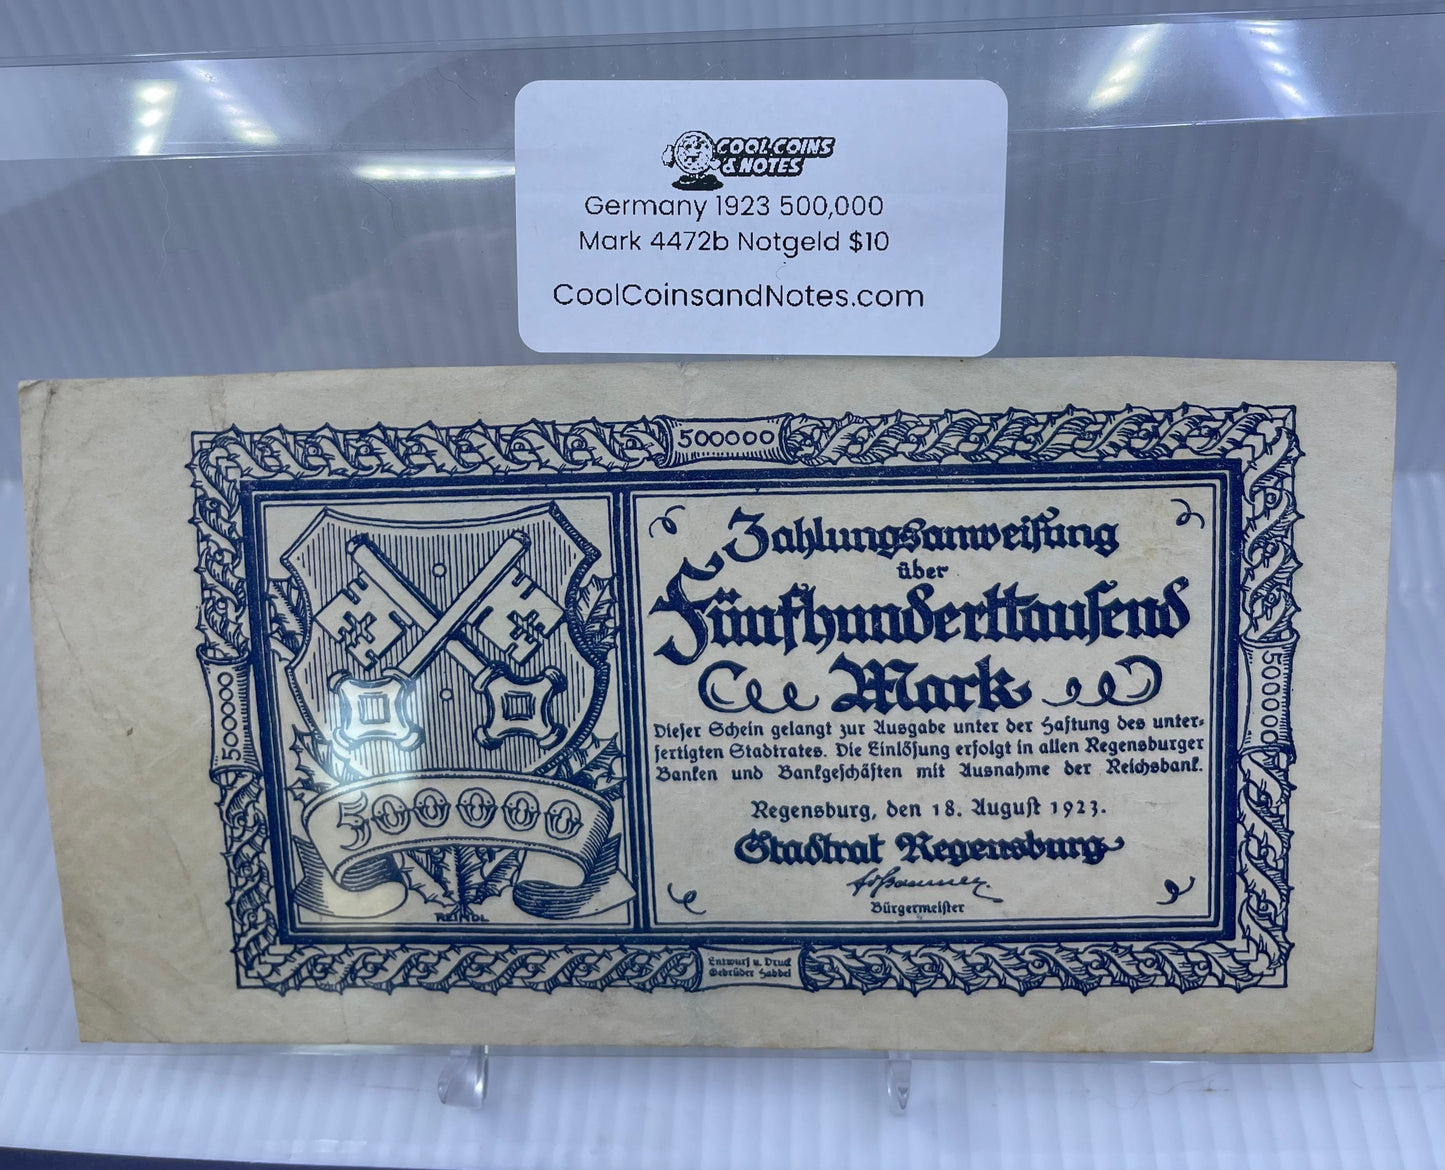 COOL COINS
& NOTES
Germany 1923 500,000
Mark 4472b Notgeld $10
CoolCoinsandNotes.com
500000
500000
500000
500000
REINDL
Zahlungsanweisung
über
Fünfhunderttausend
Mark
Dieser Schein gelangt zur Ausgabe unter der Haftung des unter-
fertigten Stadtrates. Die Einlösung erfolgt in allen Regensburger
Banken und Bankgeschäften mit Ausnahme der Reichsbank.
Regensburg, den 18. August 1923.
Stadtrat Regensburg
Bürgermeister
Entwurf u. Druck
Gebrüder Habbel